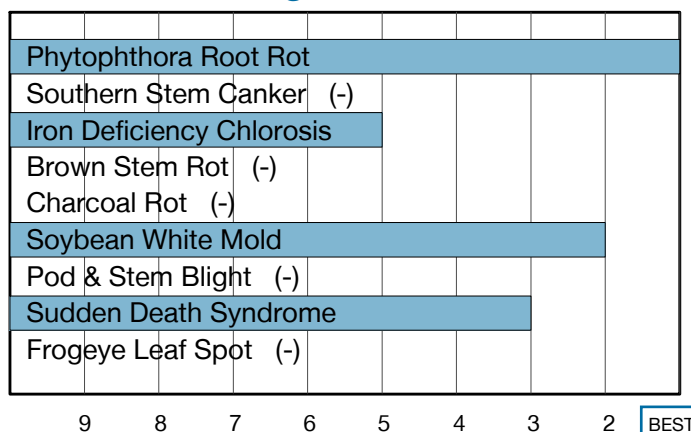 Phytophthora Root Rot
Southern Stem Canker (-)
Iron Deficiency Chlorosis
Brown Stem Rot (-)
Charcoal Rot (-)
Soybean White Mold
Pod & Stem Blight (-)
Sudden Death Syndrome
Frogeye Leaf Spot (-)
9 8 7 6 5 4 3 2 BEST